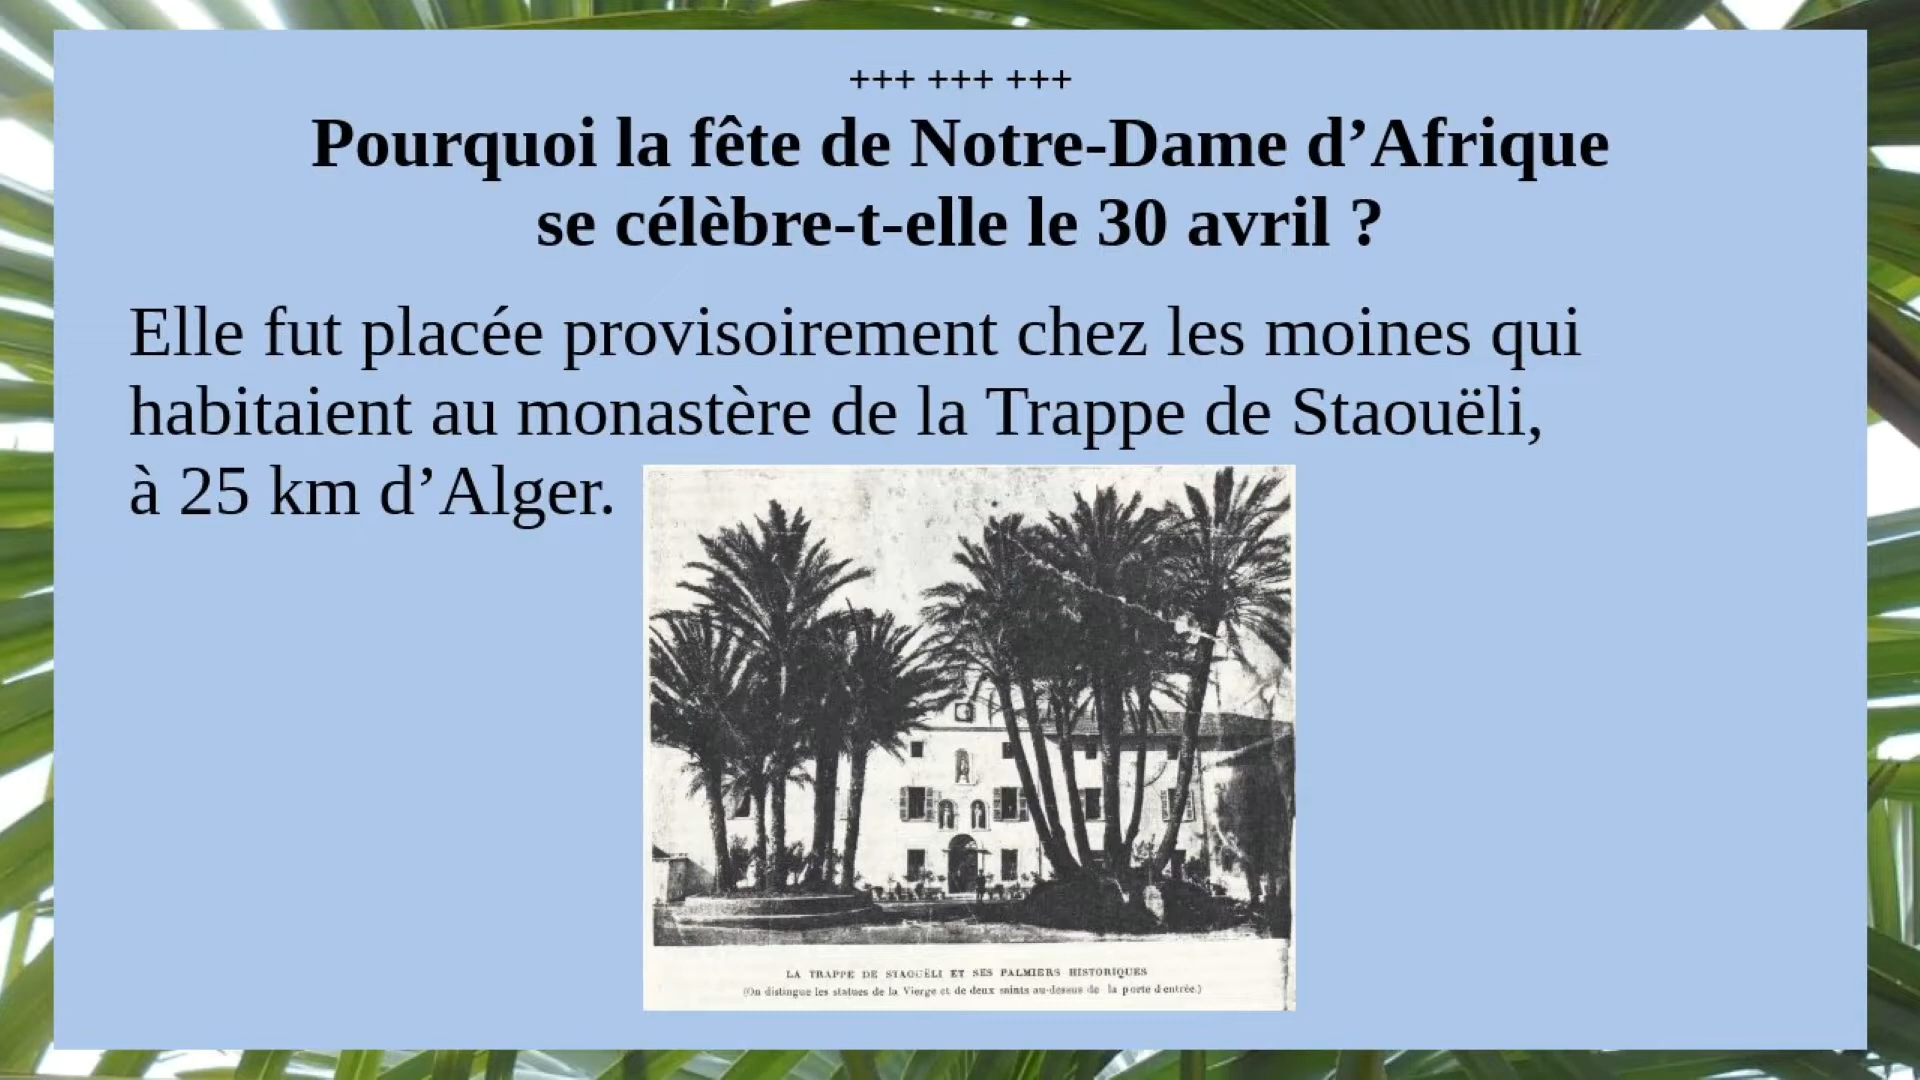 +++ +++ +++
Pourquoi la fête de Notre-Dame d’Afrique
se célèbre-t-elle le 30 avril ?
Elle fut placée provisoirement chez les moines qui
habitaient au monastère de la Trappe de Staouëli,
à 25 km d’Alger.
LA TRAPPE DE STAOUËLI ET SES PALMIERS HISTORIQUES
(On distingue les statues de la Vierge et de deux saints au-dessus de la porte d'entrée.)